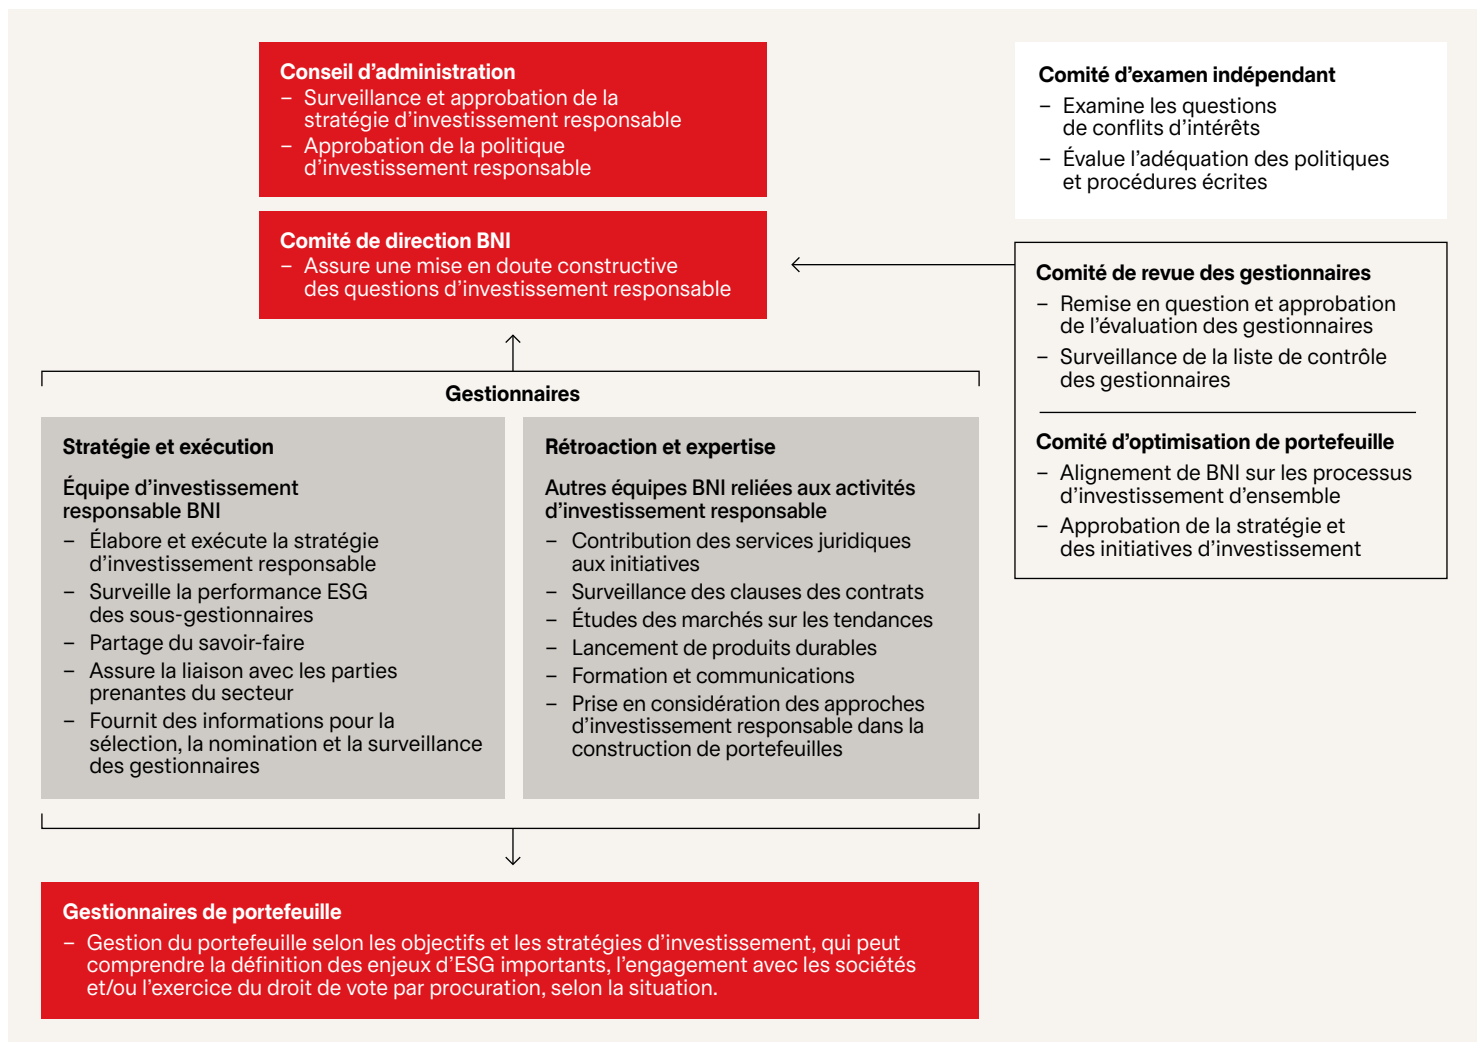 Conseil d’administration
– Surveillance et approbation de la
stratégie d’investissement responsable
– Approbation de la politique
d’investissement responsable
Comité de direction BNI
– Assure une mise en doute constructive
des questions d’investissement responsable
Comité d’examen indépendant
– Examine les questions
de conflits d’intérêts
– Évalue l’adéquation des politiques
et procédures écrites
Comité de revue des gestionnaires
– Remise en question et approbation
de l’évaluation des gestionnaires
– Surveillance de la liste de contrôle
des gestionnaires
Comité d’optimisation de portefeuille
– Alignement de BNI sur les processus
d’investissement d’ensemble
– Approbation de la stratégie et
des initiatives d’investissement
Gestionnaires
Stratégie et exécution
Équipe d’investissement
responsable BNI
– Élabore et exécute la stratégie
d’investissement responsable
– Surveille la performance ESG
des sous-gestionnaires
– Partage du savoir-faire
– Assure la liaison avec les parties
prenantes du secteur
– Fournit des informations pour la
sélection, la nomination et la surveillance
des gestionnaires
Rétroaction et expertise
Autres équipes BNI reliées aux activités
d’investissement responsable
– Contribution des services juridiques
aux initiatives
– Surveillance des clauses des contrats
– Études des marchés sur les tendances
– Lancement de produits durables
– Formation et communications
– Prise en considération des approches
d’investissement responsable dans la
construction de portefeuilles
Gestionnaires de portefeuille
– Gestion du portefeuille selon les objectifs et les stratégies d’investissement, qui peut
comprendre la définition des enjeux d’ESG importants, l’engagement avec les sociétés
et/ou l’exercice du droit de vote par procuration, selon la situation.